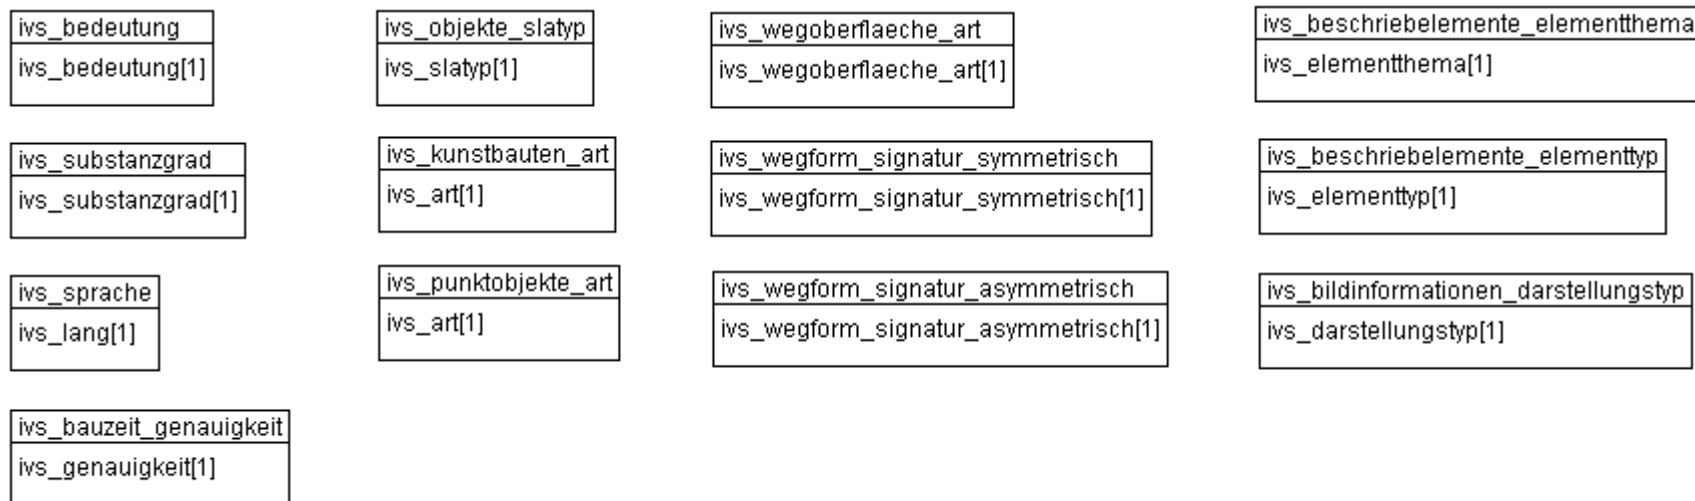 ivs_bedeutung
ivs_bedeutung[1]
ivs_objekte_slatyp
ivs_slatyp[1]
ivs_wegoberflaeche_art
ivs_wegoberflaeche_art[1]
ivs_beschriebelemente_elementthema
ivs_elementthema[1]
ivs_substanzgrad
ivs_substanzgrad[1]
ivs_kunstbauten_art
ivs_art[1]
ivs_wegform_signatur_symmetrisch
ivs_wegform_signatur_symmetrisch[1]
ivs_beschriebelemente_elementtyp
ivs_elementtyp[1]
ivs_sprache
ivs_lang[1]
ivs_punktobjekte_art
ivs_art[1]
ivs_wegform_signatur_asymmetrisch
ivs_wegform_signatur_asymmetrisch[1]
ivs_bildinformationen_darstellungstyp
ivs_darstellungstyp[1]
ivs_bauzeit_genauigkeit
ivs_genauigkeit[1]